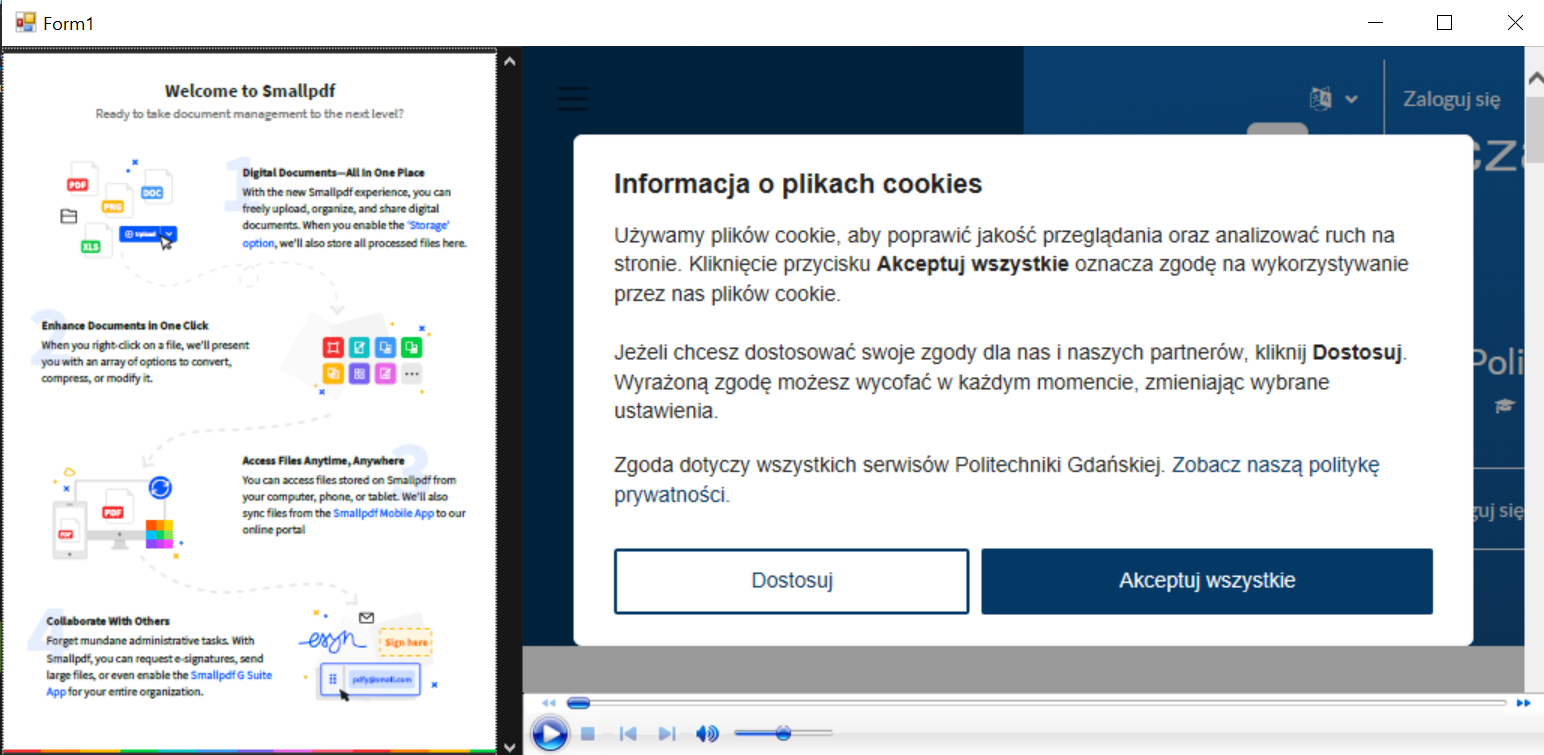 Form1
Welcome to Smallpdf
Ready to take document management to the next level?
1
PDF
DOC
PNG
XLS
Upload
Digital Documents—All In One Place
With the new Smallpdf experience, you can
freely upload, organize, and share digital
documents. When you enable the 'Storage'
option, we'll also store all processed files here.
2
Enhance Documents in One Click
When you right-click on a file, we'll present
you with an array of options to convert,
compress, or modify it.
3
Access Files Anytime, Anywhere
You can access files stored on Smallpdf from
your computer, phone, or tablet. We'll also
sync files from the Smallpdf Mobile App to our
online portal
PDF
PDF
4
Collaborate With Others
Forget mundane administrative tasks. With
Smallpdf, you can request e-signatures, send
large files, or even enable the Smallpdf G Suite
App for your entire organization.
Sign here
pdfy@small.com
Zaloguj się
Informacja o plikach cookies
Używamy plików cookie, aby poprawić jakość przeglądania oraz analizować ruch na
stronie. Kliknięcie przycisku Akceptuj wszystkie oznacza zgodę na wykorzystywanie
przez nas plików cookie.
Jeżeli chcesz dostosować swoje zgody dla nas i naszych partnerów, kliknij Dostosuj.
Wyrażoną zgodę możesz wycofać w każdym momencie, zmieniając wybrane
ustawienia.
Zgoda dotyczy wszystkich serwisów Politechniki Gdańskiej. Zobacz naszą politykę
prywatności.
Dostosuj
Akceptuj wszystkie
Poli
guj się